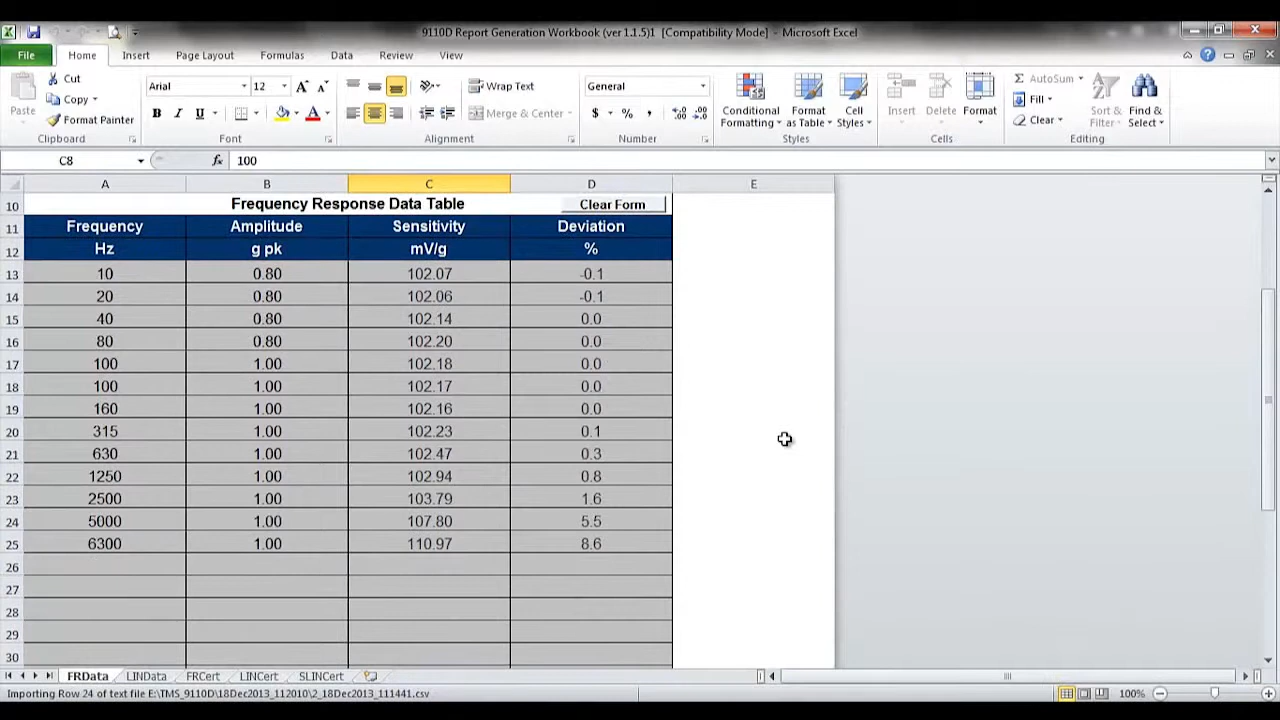 9110D Report Generation Workbook (ver 1.1.5)1 [Compatibility Mode] - Microsoft Excel
File Home Insert Page Layout Formulas Data Review View
Paste Cut Copy Format Painter
Clipboard
Arial 12
B I U
Font
Wrap Text
Merge & Center
Alignment
General
$ % ,
Number
Conditional Formatting Format as Table Cell Styles
Styles
Insert Delete Format
Cells
Σ AutoSum
Fill
Clear
Sort & Filter Find & Select
Editing
C8 fx 100
A B C D E
10 Frequency Response Data Table Clear Form
11 Frequency Amplitude Sensitivity Deviation
12 Hz g pk mV/g %
13 10 0.80 102.07 -0.1
14 20 0.80 102.06 -0.1
15 40 0.80 102.14 0.0
16 80 0.80 102.20 0.0
17 100 1.00 102.18 0.0
18 100 1.00 102.17 0.0
19 160 1.00 102.16 0.0
20 315 1.00 102.23 0.1
21 630 1.00 102.47 0.3
22 1250 1.00 102.94 0.8
23 2500 1.00 103.79 1.6
24 5000 1.00 107.80 5.5
25 6300 1.00 110.97 8.6
26
27
28
29
30
FRData LINData FRCert LINCert SLINCert
Importing Row 24 of text file E:\TMS_9110D\18Dec2013_112010\2_18Dec2013_111441.csv 100%